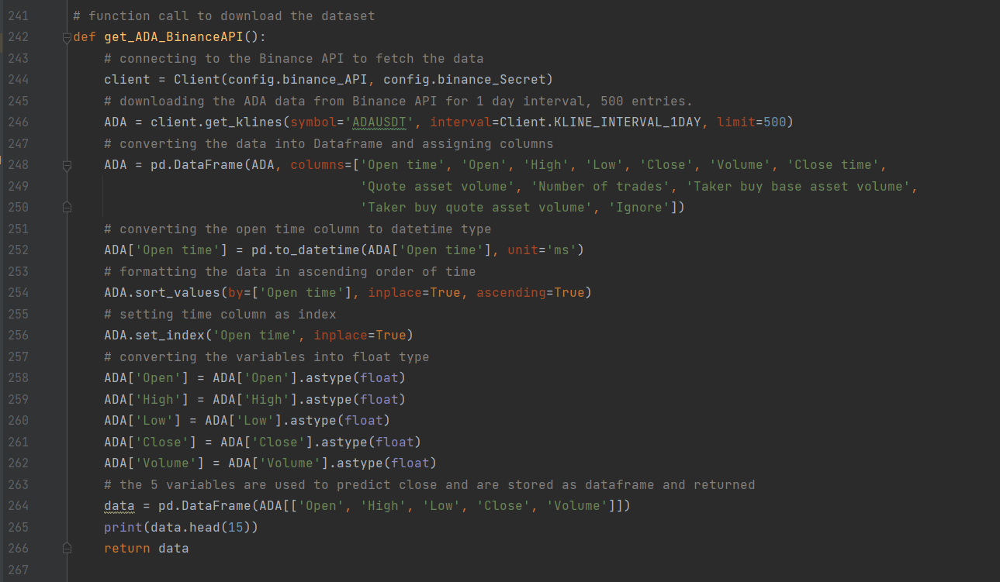 241 # function call to download the dataset
242 def get_ADA_BinanceAPI():
243     # connecting to the Binance API to fetch the data
244     client = Client(config.binance_API, config.binance_Secret)
245     # downloading the ADA data from Binance API for 1 day interval, 500 entries.
246     ADA = client.get_klines(symbol='ADAUSDT', interval=Client.KLINE_INTERVAL_1DAY, limit=500)
247     # converting the data into Dataframe and assigning columns
248     ADA = pd.DataFrame(ADA, columns=['Open time', 'Open', 'High', 'Low', 'Close', 'Volume', 'Close time',
249                                      'Quote asset volume', 'Number of trades', 'Taker buy base asset volume',
250                                      'Taker buy quote asset volume', 'Ignore'])
251     # converting the open time column to datetime type
252     ADA['Open time'] = pd.to_datetime(ADA['Open time'], unit='ms')
253     # formatting the data in ascending order of time
254     ADA.sort_values(by=['Open time'], inplace=True, ascending=True)
255     # setting time column as index
256     ADA.set_index('Open time', inplace=True)
257     # converting the variables into float type
258     ADA['Open'] = ADA['Open'].astype(float)
259     ADA['High'] = ADA['High'].astype(float)
260     ADA['Low'] = ADA['Low'].astype(float)
261     ADA['Close'] = ADA['Close'].astype(float)
262     ADA['Volume'] = ADA['Volume'].astype(float)
263     # the 5 variables are used to predict close and are stored as dataframe and returned
264     data = pd.DataFrame(ADA[['Open', 'High', 'Low', 'Close', 'Volume']])
265     print(data.head(15))
266     return data
267